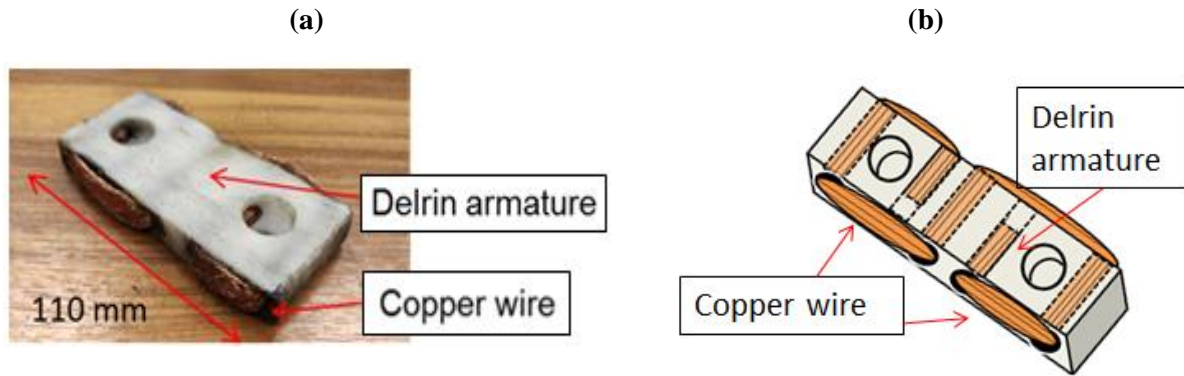 (a)
(b)
Delrin armature
Copper wire
110 mm
Delrin
armature
Copper wire